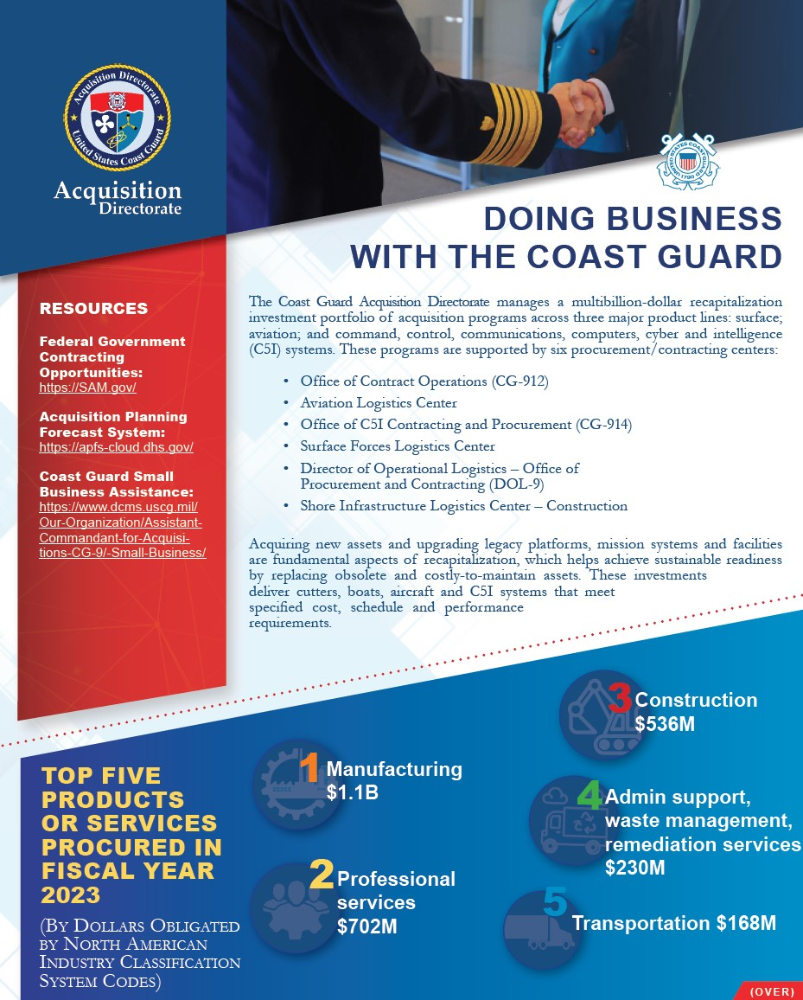 Acquisition Directorate
United States Coast Guard
Acquisition
Directorate
UNITED STATES COAST GUARD
1790
DOING BUSINESS
WITH THE COAST GUARD
RESOURCES
Federal Government
Contracting
Opportunities:
https://SAM.gov/
Acquisition Planning
Forecast System:
https://apfs-cloud.dhs.gov/
Coast Guard Small
Business Assistance:
https://www.dcms.uscg.mil/
Our-Organization/Assistant-
Commandant-for-Acquisi-
tions-CG-9/-Small-Business/
The Coast Guard Acquisition Directorate manages a multibillion-dollar recapitalization
investment portfolio of acquisition programs across three major product lines: surface;
aviation; and command, control, communications, computers, cyber and intelligence
(C5I) systems. These programs are supported by six procurement/contracting centers:
• Office of Contract Operations (CG-912)
• Aviation Logistics Center
• Office of C5I Contracting and Procurement (CG-914)
• Surface Forces Logistics Center
• Director of Operational Logistics – Office of
Procurement and Contracting (DOL-9)
• Shore Infrastructure Logistics Center – Construction
Acquiring new assets and upgrading legacy platforms, mission systems and facilities
are fundamental aspects of recapitalization, which helps achieve sustainable readiness
by replacing obsolete and costly-to-maintain assets. These investments
deliver cutters, boats, aircraft and C5I systems that meet
specified cost, schedule and performance
requirements.
TOP FIVE
PRODUCTS
OR SERVICES
PROCURED IN
FISCAL YEAR
2023
(By Dollars Obligated
by North American
Industry Classification
System Codes)
1 Manufacturing
$1.1B
2 Professional
services
$702M
3 Construction
$536M
4 Admin support,
waste management,
remediation services
$230M
5 Transportation $168M
(OVER)